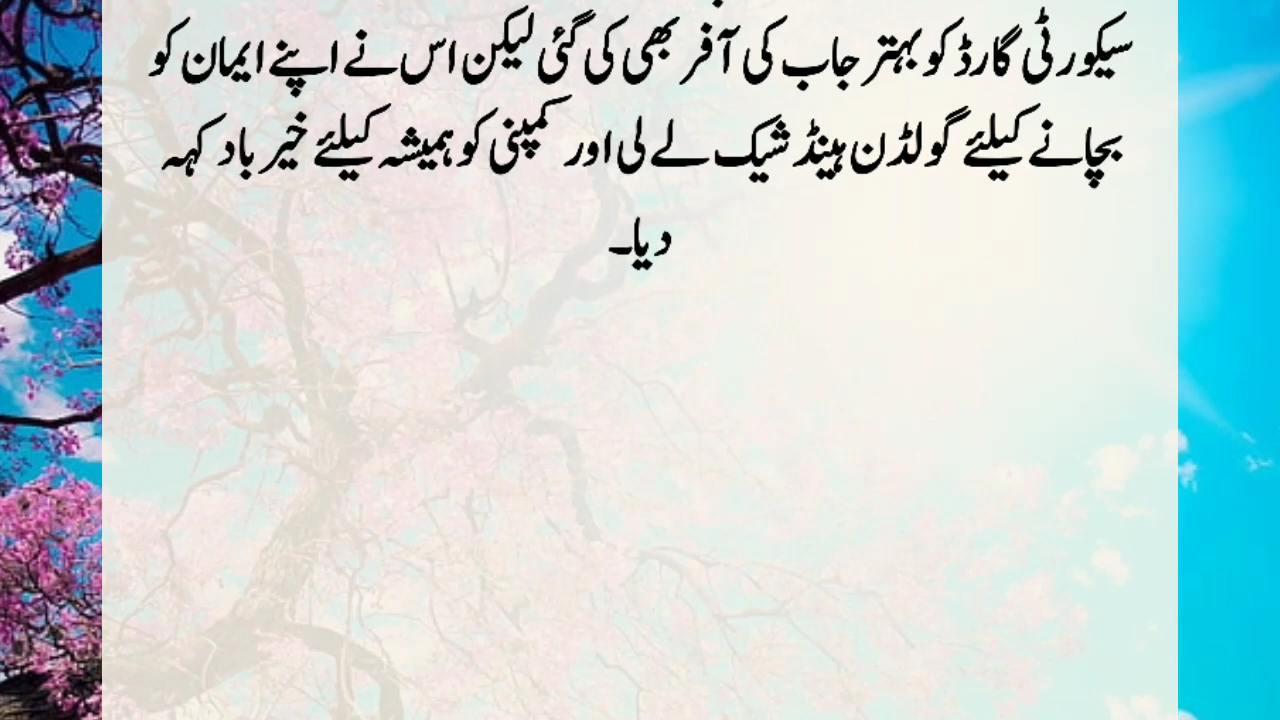 سیکورٹی گارڈ کو بہتر جاب کی آفر بھی کی گئی لیکن اس نے اپنے ایمان کو
بچانے کیلئے گولڈن ہینڈ شیک لے لی اور کمپنی کو ہمیشہ کیلئے خیر باد کہہ
دیا۔